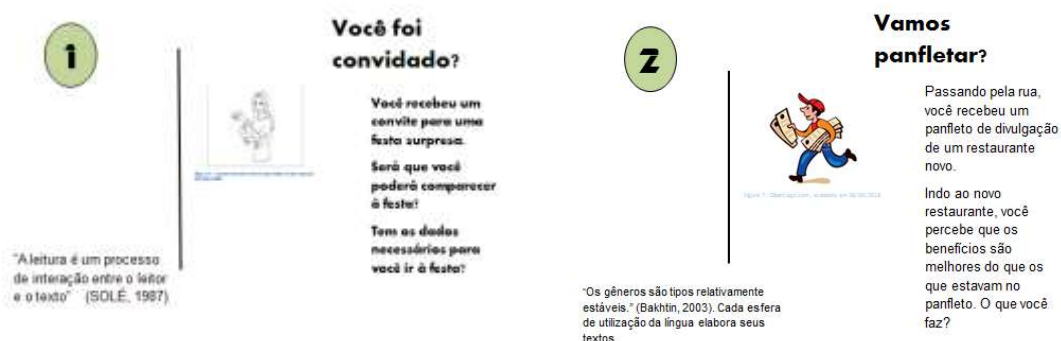 1
Você foi
convidado?
Você recebeu um
convite para uma
festa surpresa.
Será que você
poderá comparecer
à festa?
Tem os dados
necessários para
você ir à festa?
"A leitura é um processo
de interação entre o leitor
e o texto" (SOLÉ, 1987)
2
Vamos
panfletar?
Passando pela rua,
você recebeu um
panfleto de divulgação
de um restaurante
novo.
Indo ao novo
restaurante, você
percebe que os
benefícios são
melhores do que os
que estavam no
panfleto. O que você
faz?
"Os gêneros são tipos relativamente
estáveis." (Bakhtin, 2003). Cada esfera
de utilização da língua elabora seus
textos